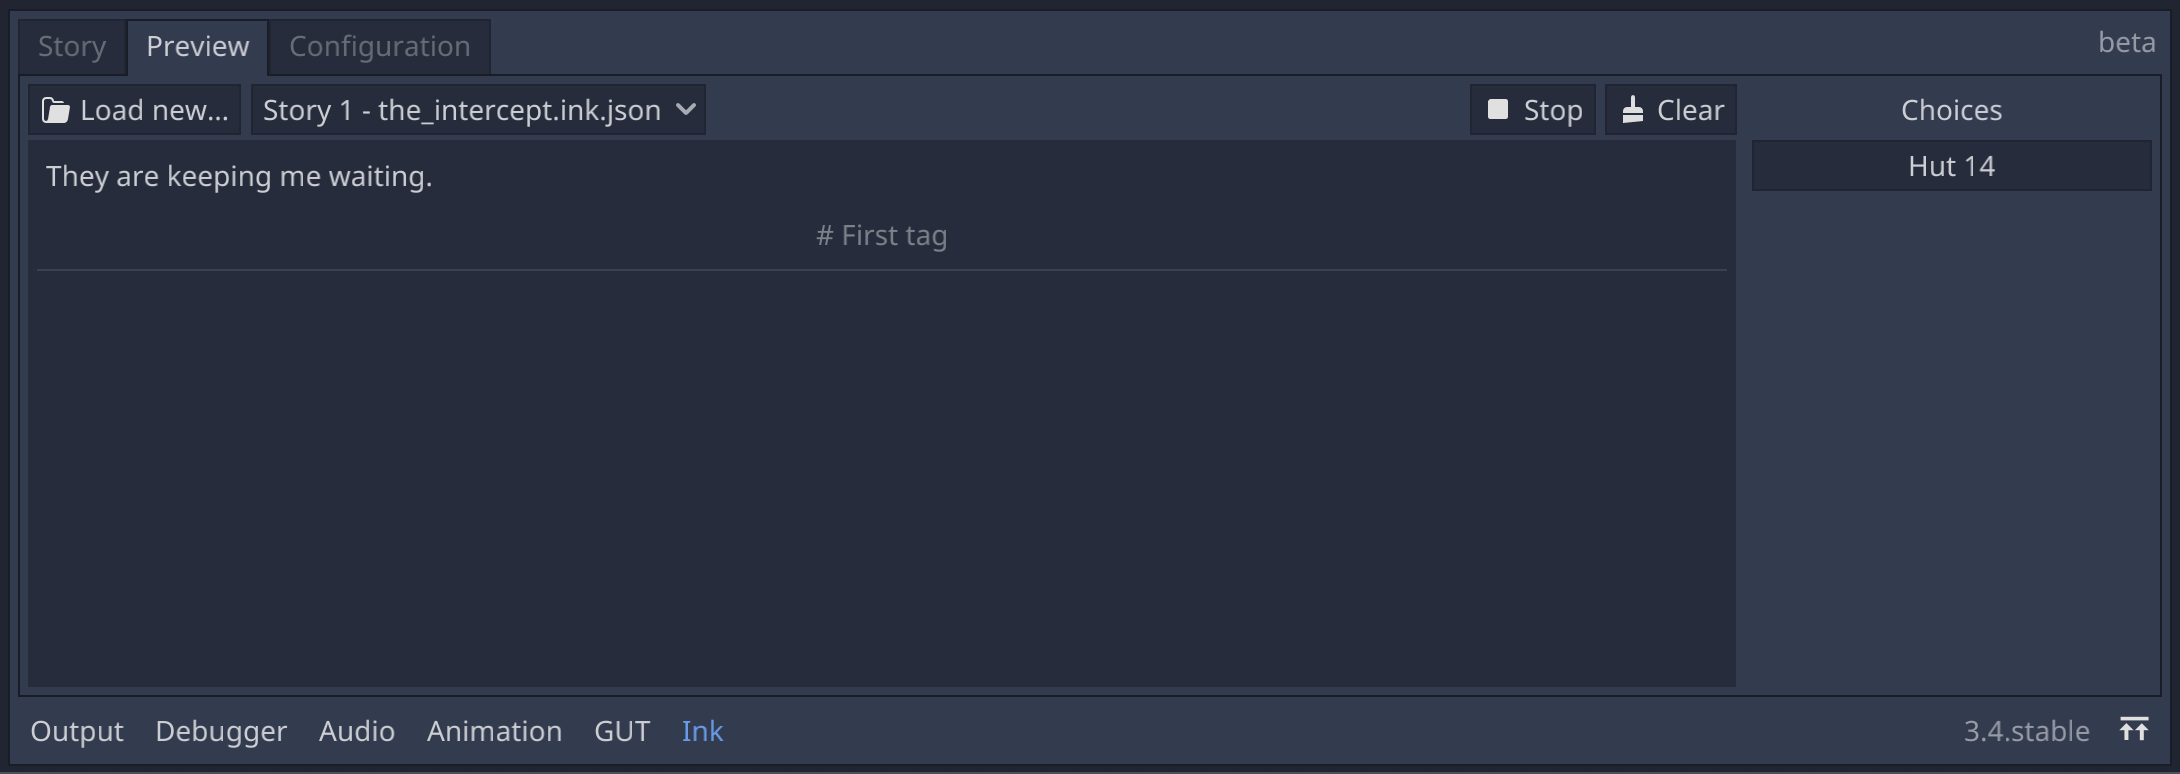 Story Preview Configuration beta
Load new... Story 1 - the_intercept.ink.json Stop Clear Choices
They are keeping me waiting. Hut 14
# First tag
Output Debugger Audio Animation GUT Ink 3.4.stable